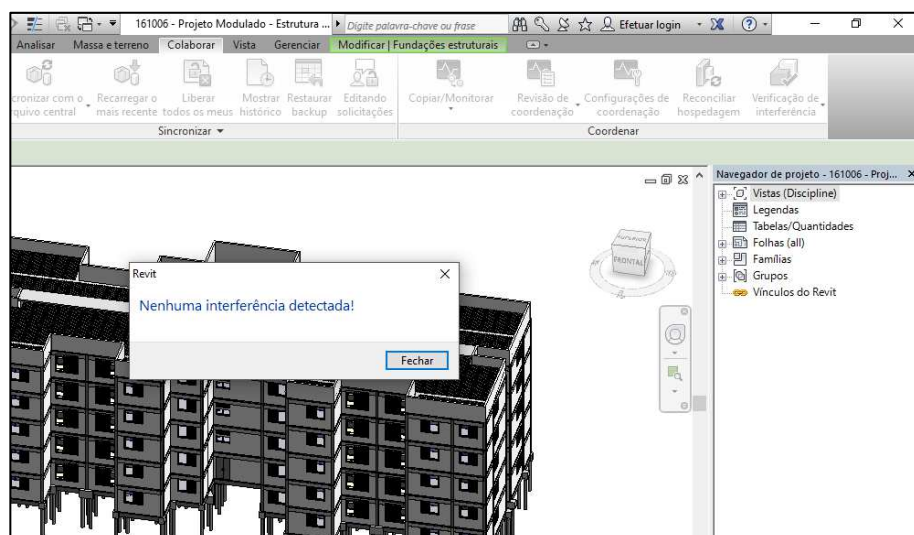 161006 - Projeto Modulado - Estrutura ...
Digite palavra-chave ou frase
Efetuar login
Analisar Massa e terreno Colaborar Vista Gerenciar Modificar | Fundações estruturais
cronizar com o
quivo central
Recarregar o
mais recente
Liberar
todos os meus
Mostrar
histórico
Restaurar
backup
Editando
solicitações
Copiar/Monitorar
Revisão de
coordenação
Configurações de
coordenação
Reconciliar
hospedagem
Verificação de
interferência
Sincronizar
Coordenar
Navegador de projeto - 161006 - Proj...
Vistas (Discipline)
Legendas
Tabelas/Quantidades
Folhas (all)
Famílias
Grupos
Vínculos do Revit
SUPERIOR
FRONTAL
Revit
Nenhuma interferência detectada!
Fechar